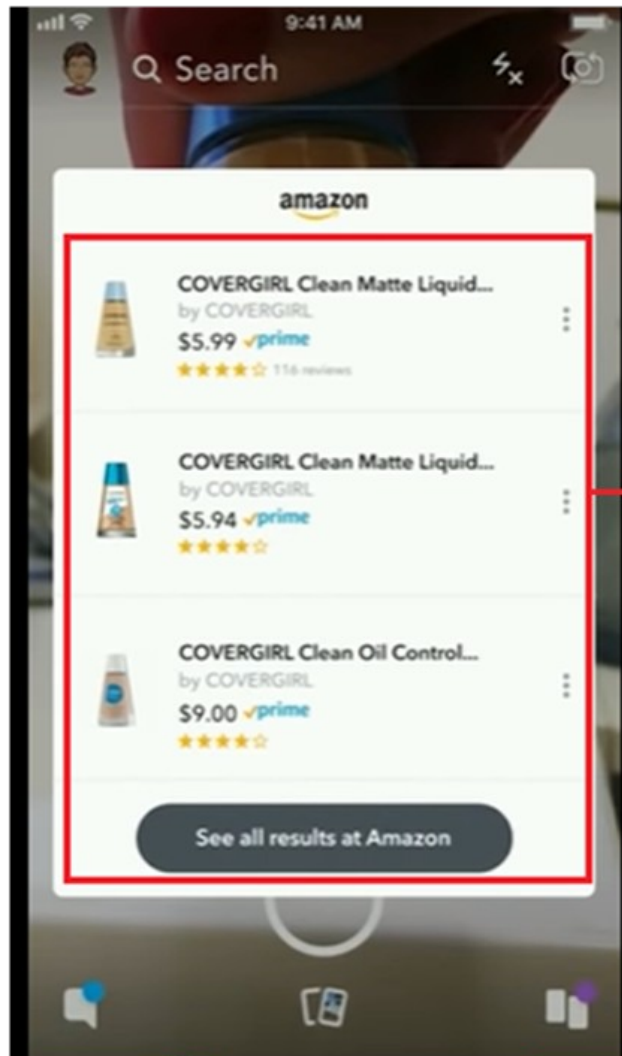 9:41 AM
Search
amazon
COVERGIRL Clean Matte Liquid...
by COVERGIRL
$5.99 prime
116 reviews
COVERGIRL Clean Matte Liquid...
by COVERGIRL
$5.94 prime
COVERGIRL Clean Oil Control...
by COVERGIRL
$9.00 prime
See all results at Amazon